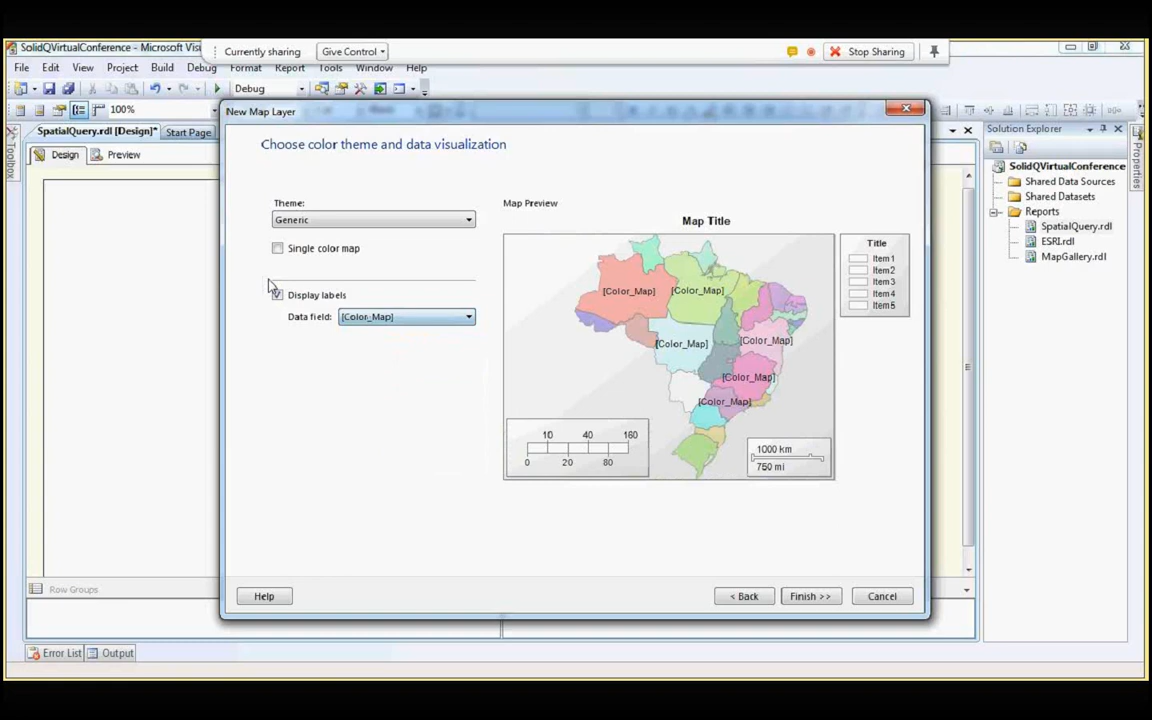 SolidQVirtualConference - Microsoft Visu
Currently sharing
Give Control
Stop Sharing
File Edit View Project Build Debug Format Report Tools Window Help
Debug
100%
New Map Layer
SpatialQuery.rdl [Design]*
Start Page
Solution Explorer
Toolbox
Properties
Design
Preview
Choose color theme and data visualization
SolidQVirtualConference
Shared Data Sources
Shared Datasets
Reports
SpatialQuery.rdl
ESRI.rdl
MapGallery.rdl
Theme:
Generic
Single color map
Display labels
Data field:
[Color_Map]
Map Preview
Map Title
Title
Item1
Item2
Item3
Item4
Item5
[Color_Map]
[Color_Map]
[Color_Map]
[Color_Map]
[Color_Map]
[Color_Map]
10 40 160
0 20 80
1000 km
750 mi
Row Groups
Help
< Back
Finish >>
Cancel
Error List
Output